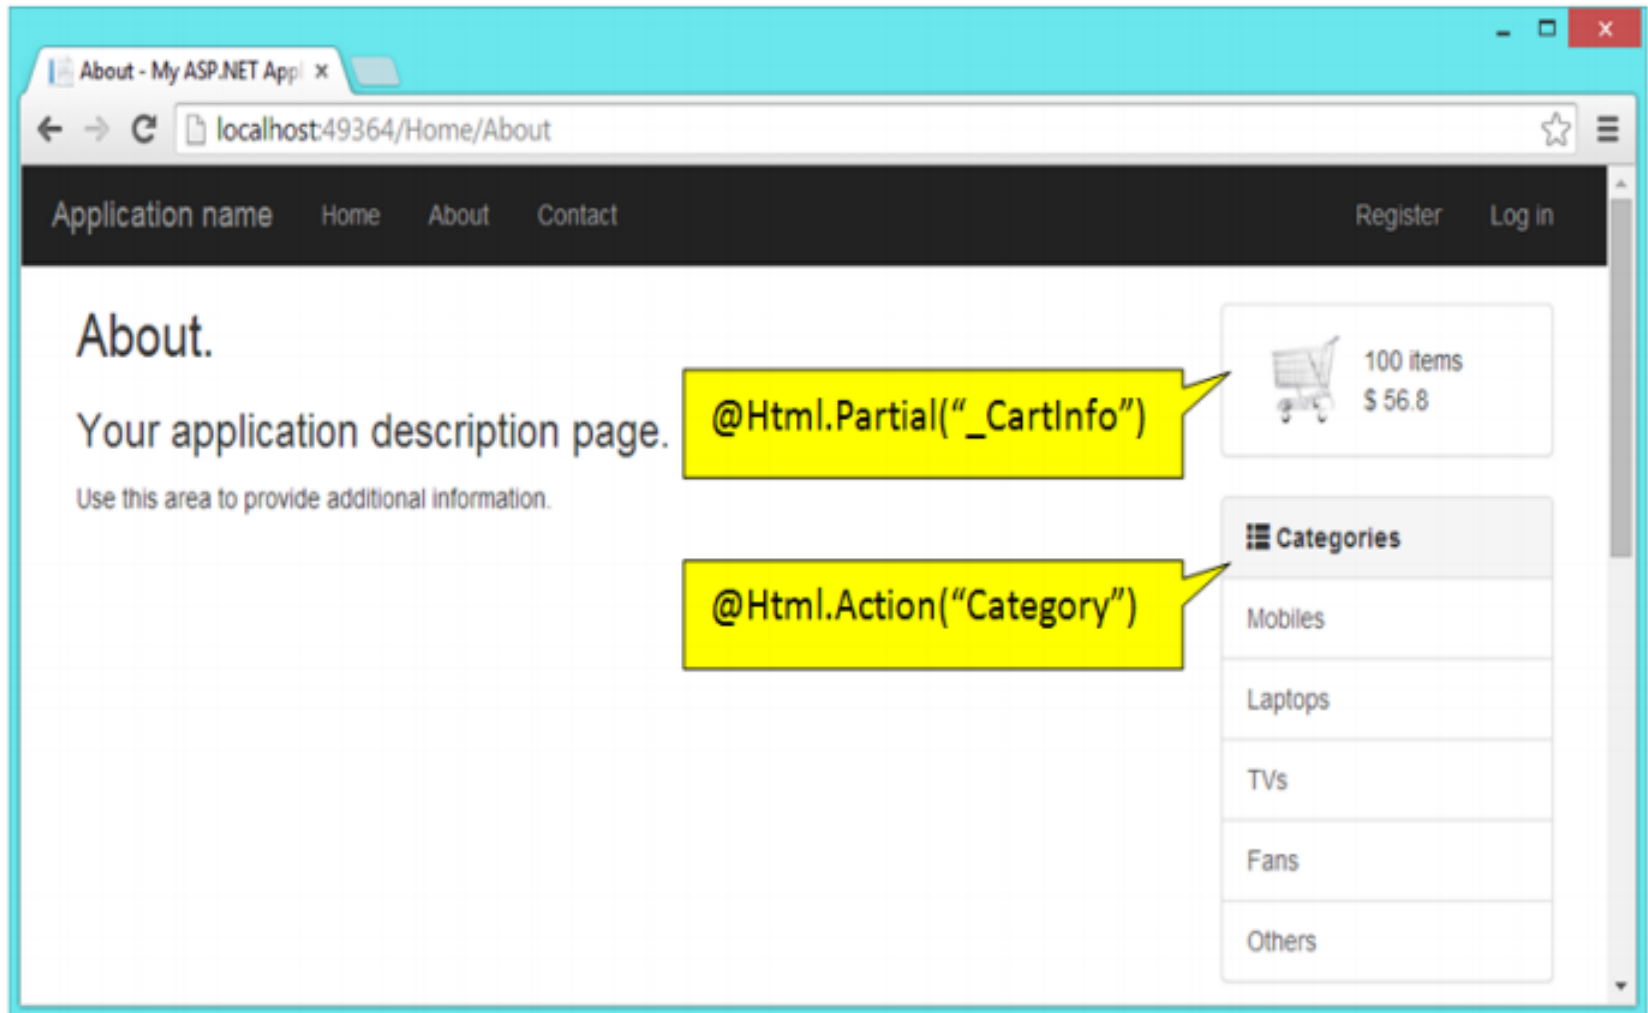 About - My ASP.NET Appl
localhost:49364/Home/About
Application name Home About Contact Register Log in
About.
Your application description page.
Use this area to provide additional information.
@Html.Partial(“_CartInfo”)
100 items
$ 56.8
@Html.Action(“Category”)
Categories
Mobiles
Laptops
TVs
Fans
Others